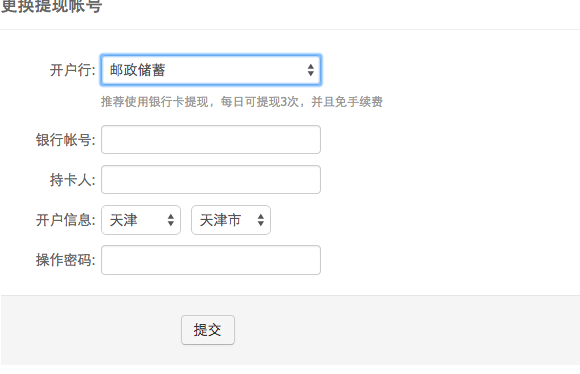 更换提现帐号
开户行: 邮政储蓄
推荐使用银行卡提现，每日可提现3次，并且免手续费
银行帐号:
持卡人:
开户信息: 天津 天津市
操作密码:
提交